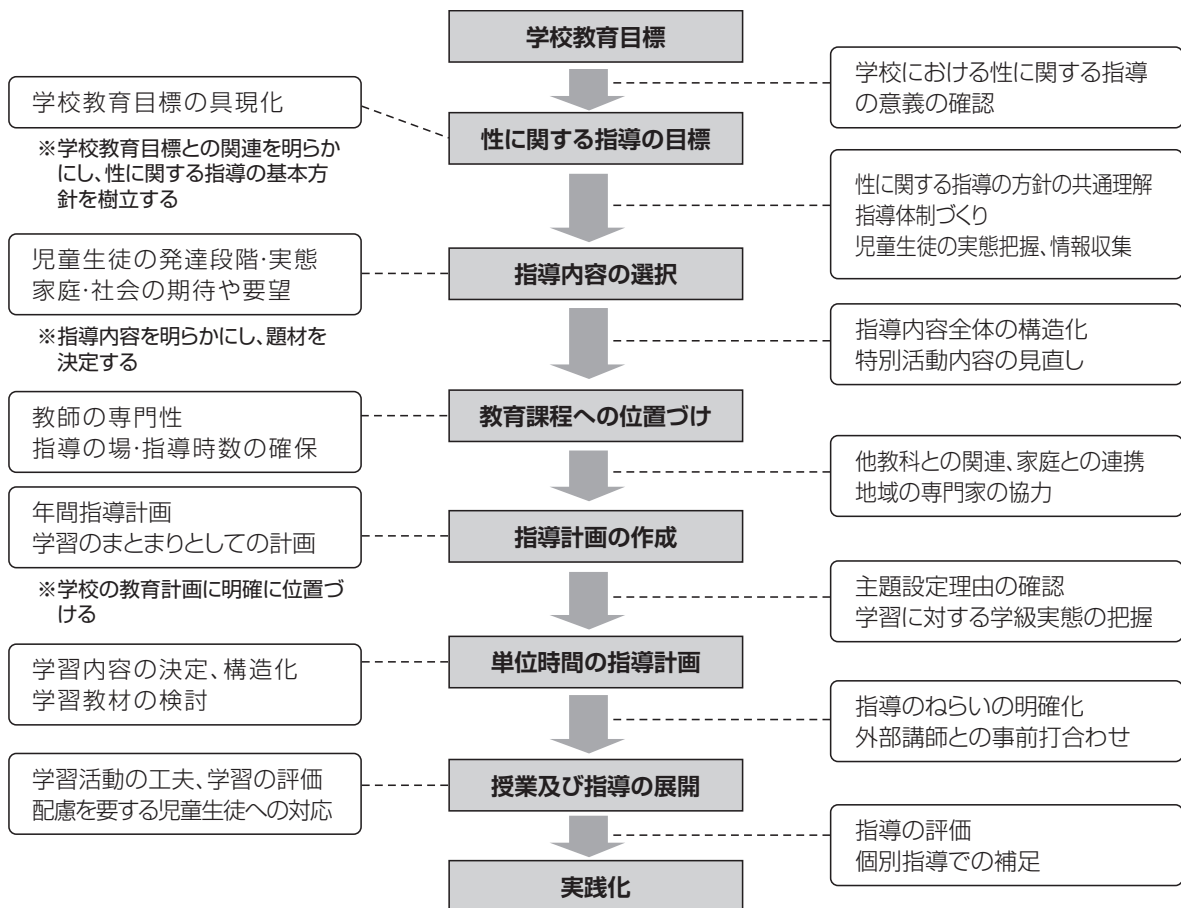 学校教育目標
学校における性に関する指導
の意義の確認
学校教育目標の具現化
性に関する指導の目標
※学校教育目標との関連を明らか
にし、性に関する指導の基本方
針を樹立する
性に関する指導の方針の共通理解
指導体制づくり
児童生徒の実態把握、情報収集
児童生徒の発達段階・実態
家庭・社会の期待や要望
指導内容の選択
※指導内容を明らかにし、題材を
決定する
指導内容全体の構造化
特別活動内容の見直し
教師の専門性
指導の場・指導時数の確保
教育課程への位置づけ
他教科との関連、家庭との連携
地域の専門家の協力
年間指導計画
学習のまとまりとしての計画
指導計画の作成
※学校の教育計画に明確に位置づ
ける
主題設定理由の確認
学習に対する学級実態の把握
学習内容の決定、構造化
学習教材の検討
単位時間の指導計画
指導のねらいの明確化
外部講師との事前打合わせ
学習活動の工夫、学習の評価
配慮を要する児童生徒への対応
授業及び指導の展開
指導の評価
個別指導での補足
実践化